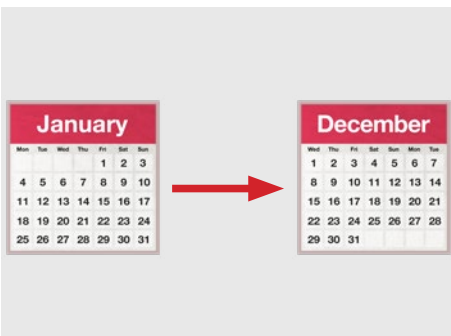 January
Mon Tue Wed Thu Fri Sat Sun
1 2 3
4 5 6 7 8 9 10
11 12 13 14 15 16 17
18 19 20 21 22 23 24
25 26 27 28 29 30 31
December
Wed Thu Fri Sat Sun Mon Tue
1 2 3 4 5 6 7
8 9 10 11 12 13 14
15 16 17 18 19 20 21
22 23 24 25 26 27 28
29 30 31